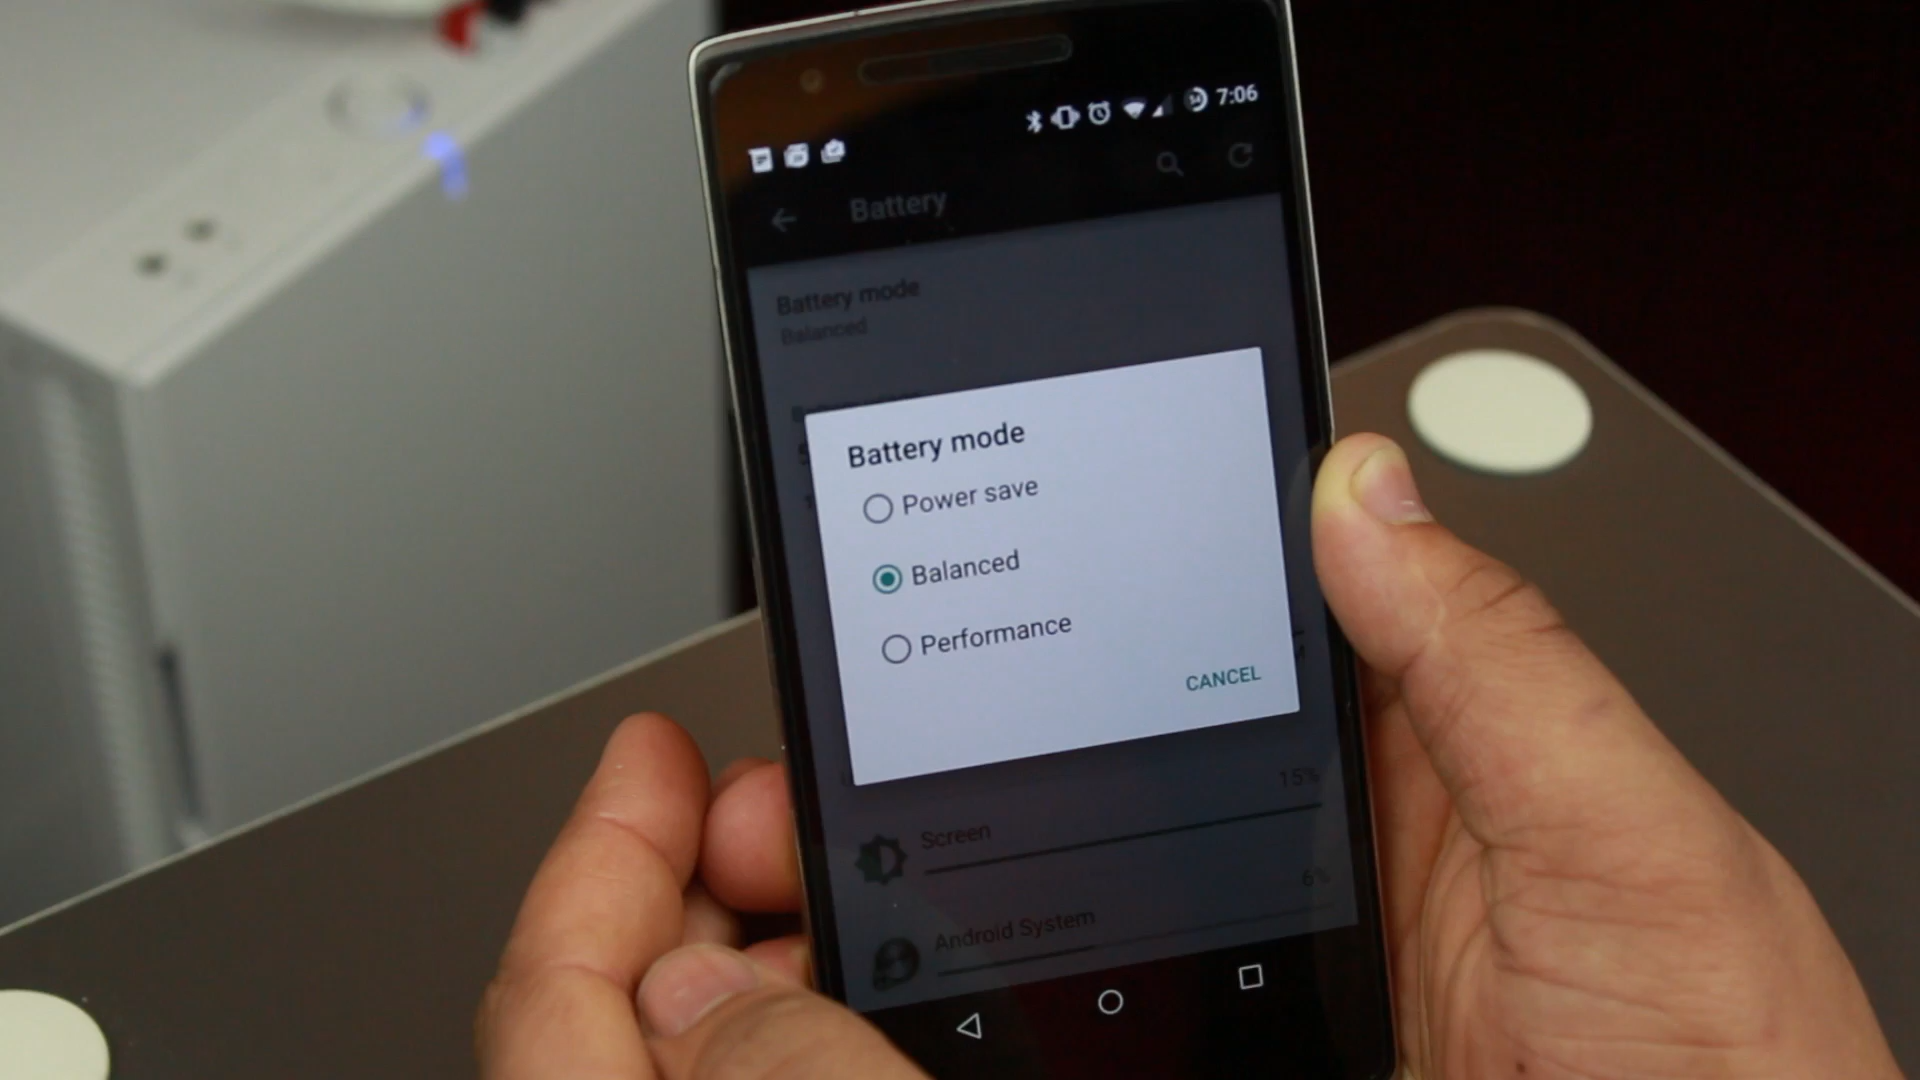 7:06
Battery
Battery mode
Balanced
Battery mode
Power save
Balanced
Performance
CANCEL
15%
Screen
6%
Android System